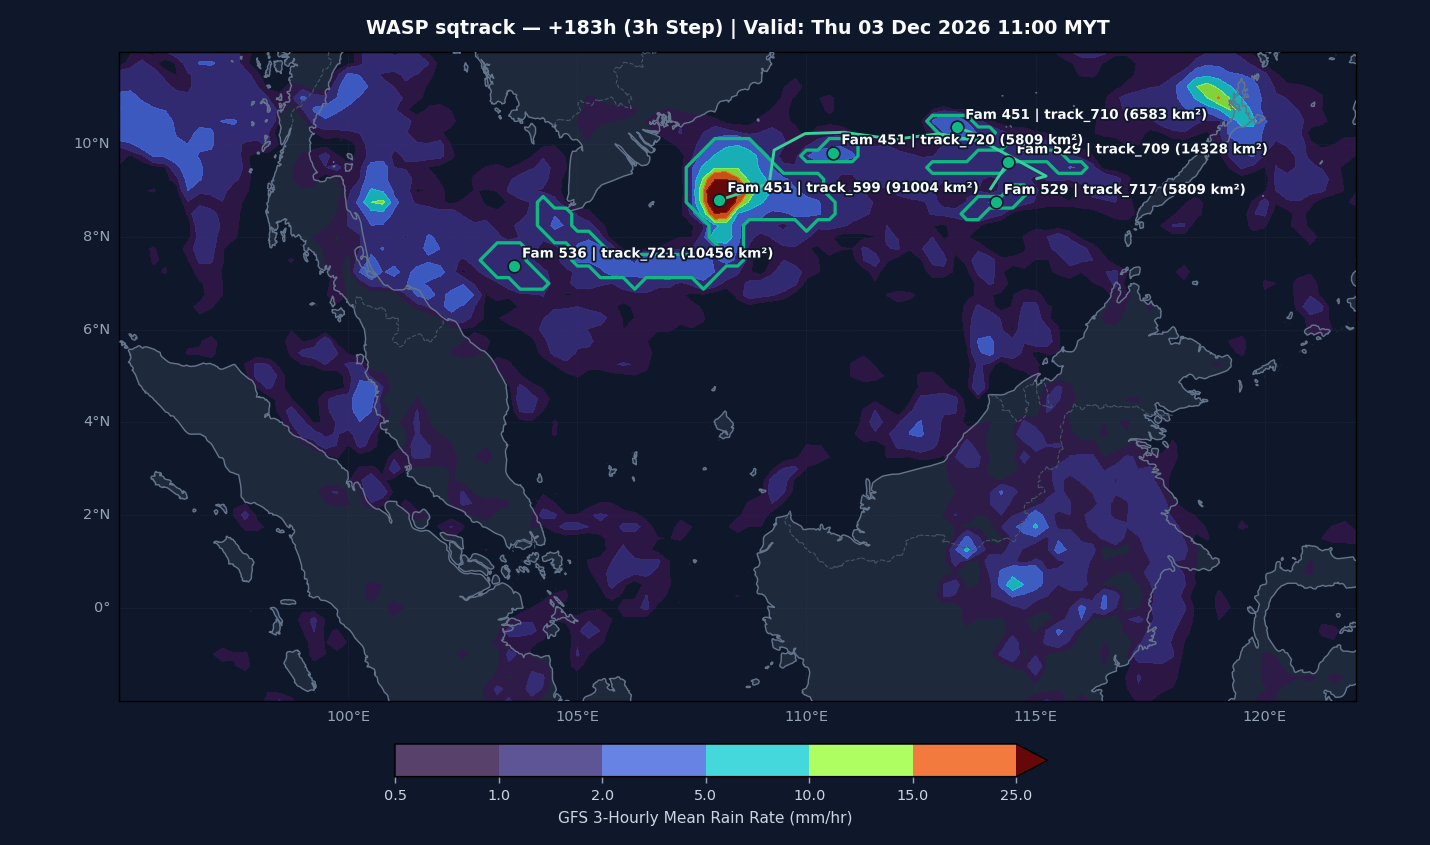 WASP sqtrack — +183h (3h Step) | Valid: Thu 03 Dec 2026 11:00 MYT
Fam 451 | track_710 (6583 km²)
Fam 451 | track_720 (5809 km²)
Fam 529 | track_709 (14328 km²)
Fam 451 | track_599 (91004 km²)
Fam 529 | track_717 (5809 km²)
Fam 536 | track_721 (10456 km²)
10°N
8°N
6°N
4°N
2°N
0°
100°E 105°E 110°E 115°E 120°E
0.5 1.0 2.0 5.0 10.0 15.0 25.0
GFS 3-Hourly Mean Rain Rate (mm/hr)